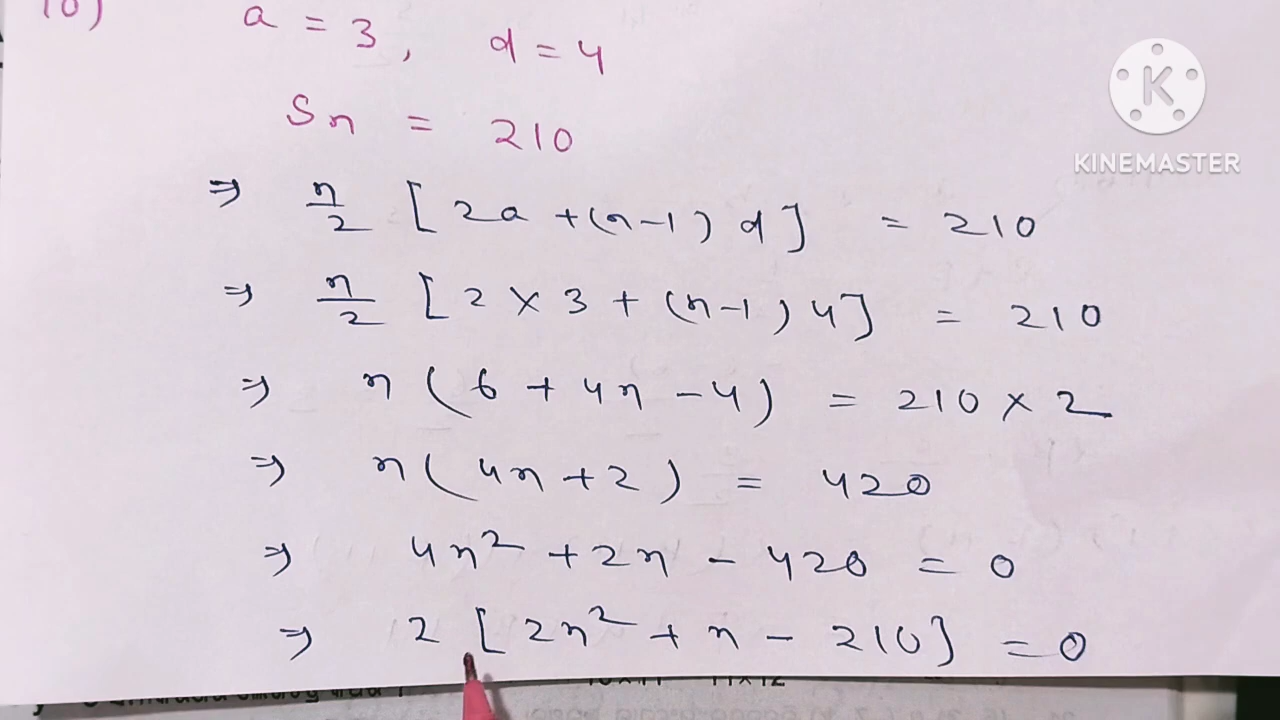 10)
a = 3, d = 4
Sn = 210
K
KINEMASTER
⇒ n/2 [2a + (n-1) d] = 210
⇒ n/2 [2 × 3 + (n-1) 4] = 210
⇒ n (6 + 4n - 4) = 210 × 2
⇒ n (4n + 2) = 420
⇒ 4n² + 2n - 420 = 0
⇒ 2 [2n² + n - 210] = 0